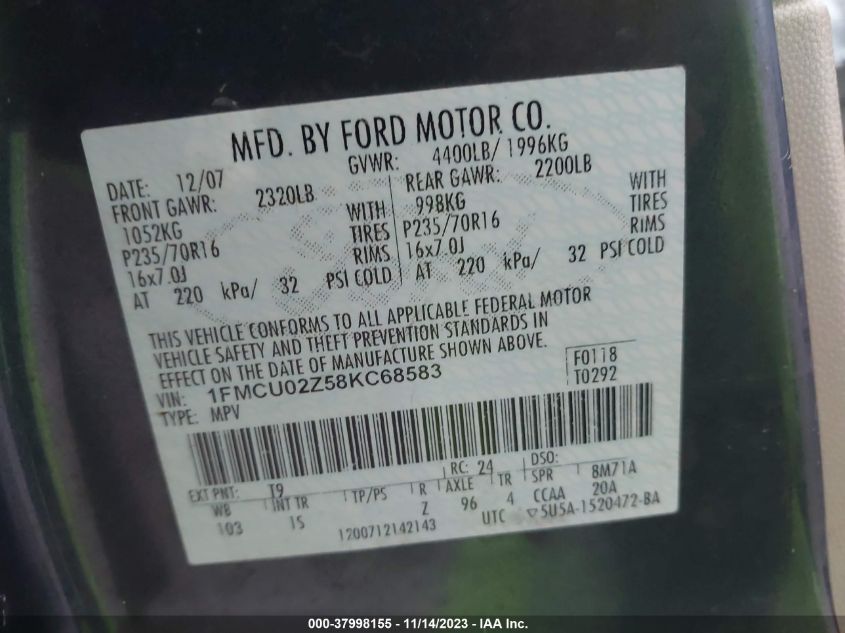 MFD. BY FORD MOTOR CO.
DATE: 12/07 GVWR: 4400LB/ 1996KG
FRONT GAWR: 2320LB REAR GAWR: 2200LB
1052KG WITH 998KG WITH
P235/70R16 TIRES P235/70R16 TIRES
16x7.0J RIMS 16x7.0J RIMS
AT 220 kPa/ 32 PSI COLD AT 220 kPa/ 32 PSI COLD
THIS VEHICLE CONFORMS TO ALL APPLICABLE FEDERAL MOTOR
VEHICLE SAFETY AND THEFT PREVENTION STANDARDS IN
EFFECT ON THE DATE OF MANUFACTURE SHOWN ABOVE.
VIN: 1FMCU02Z58KC68583 F0118
TYPE: MPV T0292
EXT PNT: T9 RC: 24 DSO:
WB INT TR TP/PS R AXLE TR SPR 8M71A
103 IS Z 96 4 CCAA 20A
1200712142143 UTC ▽5U5A-1520472-BA
000-37998155 - 11/14/2023 - IAA Inc.